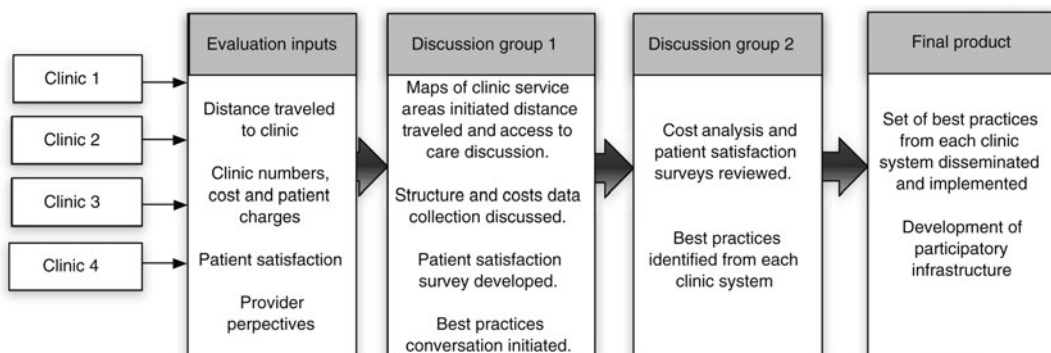 Clinic 1
Clinic 2
Clinic 3
Clinic 4
Evaluation inputs
Distance traveled
to clinic
Clinic numbers,
cost and patient
charges
Patient satisfaction
Provider
perpectives
Discussion group 1
Maps of clinic service
areas initiated distance
traveled and access to
care discussion.
Structure and costs data
collection discussed.
Patient satisfaction
survey developed.
Best practices
conversation initiated.
Discussion group 2
Cost analysis and
patient satisfaction
surveys reviewed.
Best practices
identified from each
clinic system
Final product
Set of best practices
from each clinic
system disseminated
and implemented
Development of
participatory
infrastructure